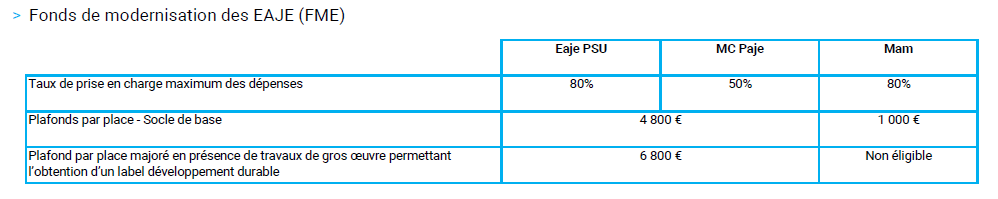 > Fonds de modernisation des EAJE (FME)
Eaje PSU MC Paje Mam
Taux de prise en charge maximum des dépenses 80% 50% 80%
Plafonds par place - Socle de base 4 800 € 1 000 €
Plafond par place majoré en présence de travaux de gros œuvre permettant
l’obtention d’un label développement durable 6 800 € Non éligible